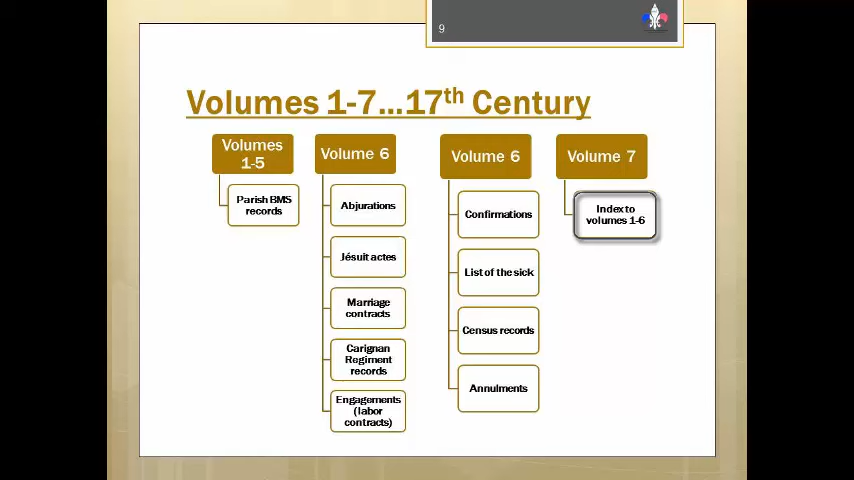 9
Volumes 1-7...17th Century
Volumes
1-5
Parish BMS
records
Volume 6
Abjurations
Jésuit actes
Marriage
contracts
Carignan
Regiment
records
Engagements
(labor
contracts)
Volume 6
Confirmations
List of the sick
Census records
Annulments
Volume 7
Index to
volumes 1-6